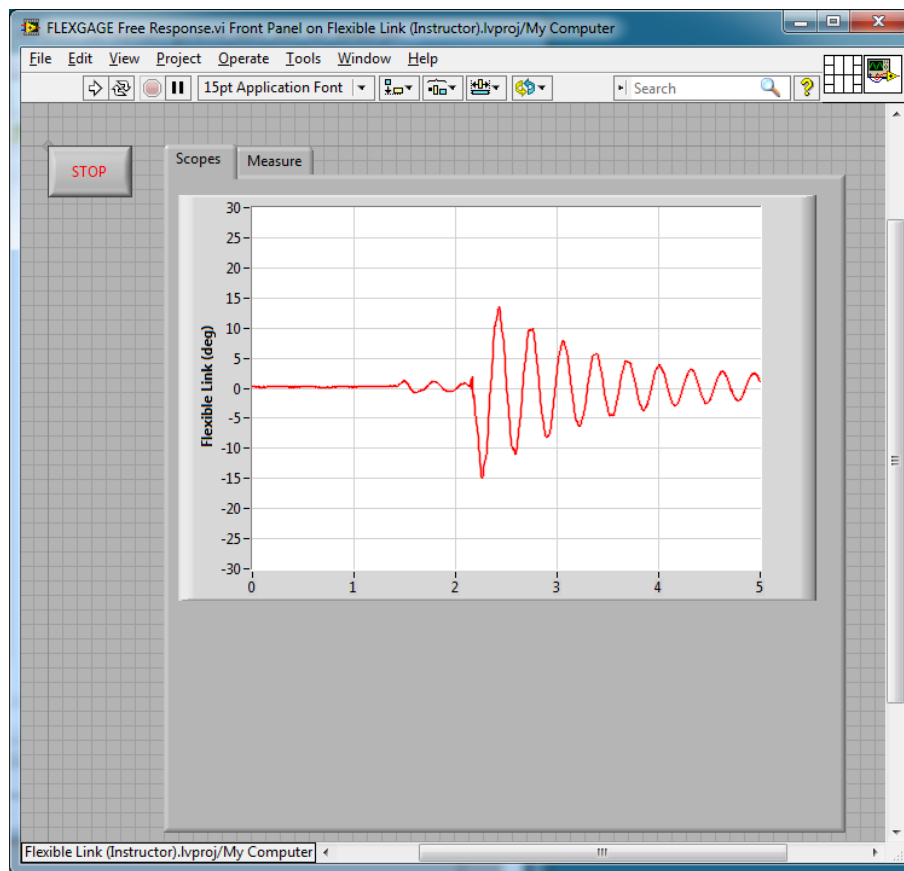 FLEXGAGE Free Response.vi Front Panel on Flexible Link (Instructor).lvproj/My Computer
File Edit View Project Operate Tools Window Help
15pt Application Font Search ?
STOP
Scopes Measure
30
25
20
15
10
5
0
-5
-10
-15
-20
-25
-30
Flexible Link (deg)
0 1 2 3 4 5
Flexible Link (Instructor).lvproj/My Computer